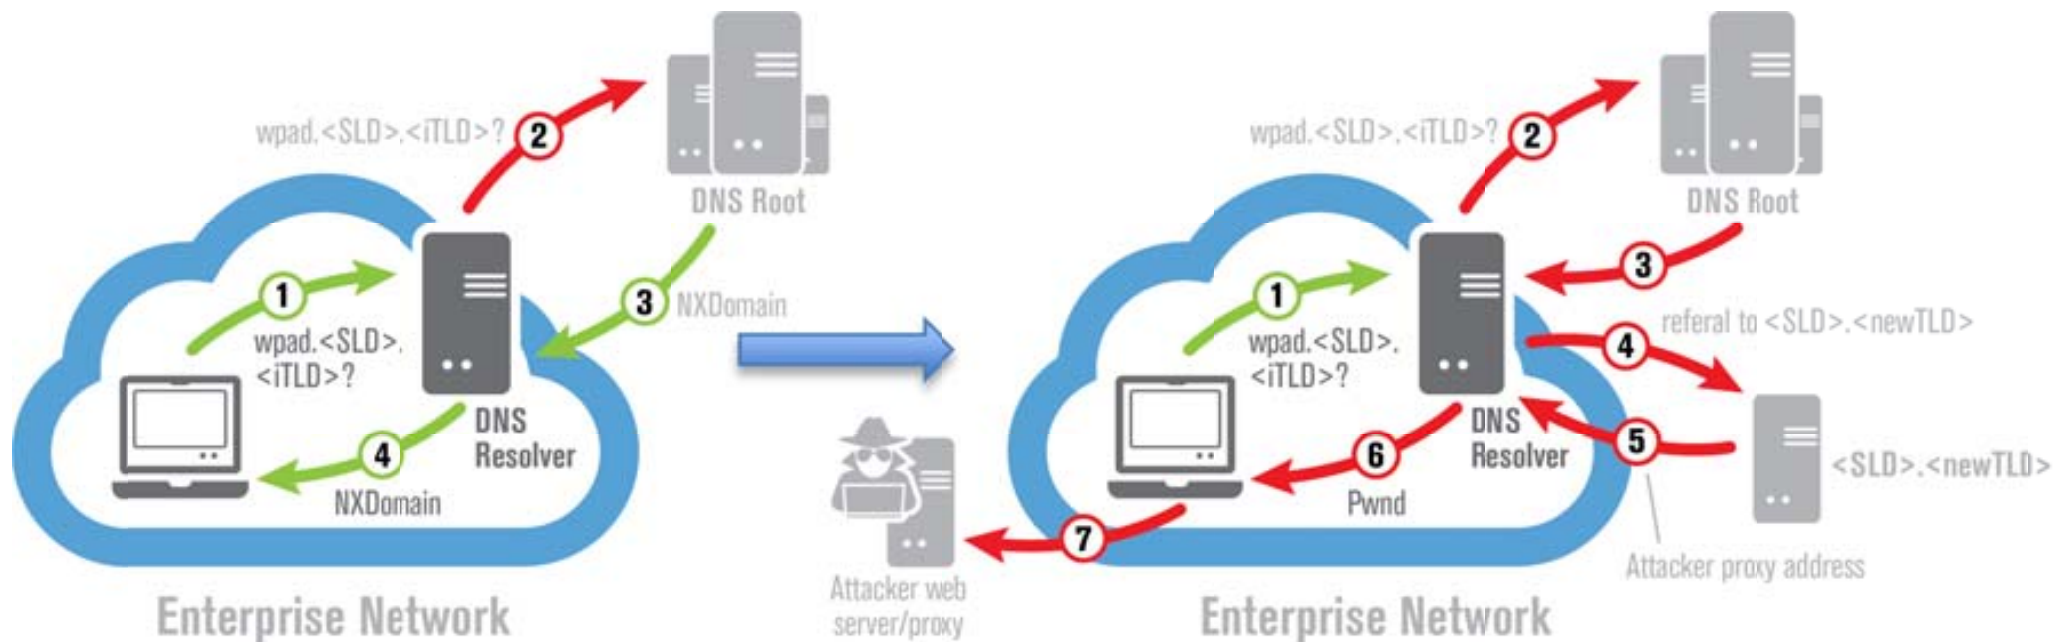 wpad.<SLD>.<iTLD>?
2
DNS Root
1
wpad.<SLD>.
<iTLD>?
3
NXDomain
DNS
Resolver
4
NXDomain
Enterprise Network
wpad.<SLD>.<iTLD>?
2
DNS Root
3
1
wpad.<SLD>.
<iTLD>?
referal to <SLD>.<newTLD>
4
DNS
Resolver
5
<SLD>.<newTLD>
6
Pwnd
7
Attacker proxy address
Attacker web
server/proxy
Enterprise Network